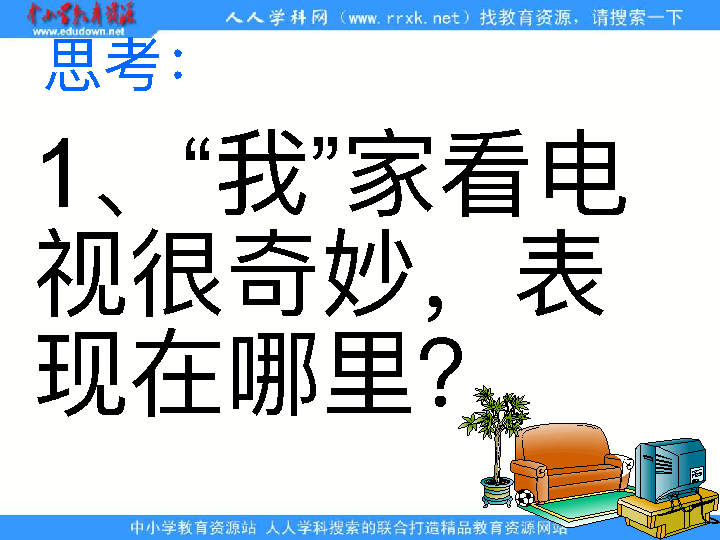 中小学教育资源
www.edudown.net
人人学科网（www.rrxk.net）找教育资源，请搜索一下
思考：
1、“我”家看电
视很奇妙，表
现在哪里？
中小学教育资源站 人人学科搜索的联合打造精品教育资源网站